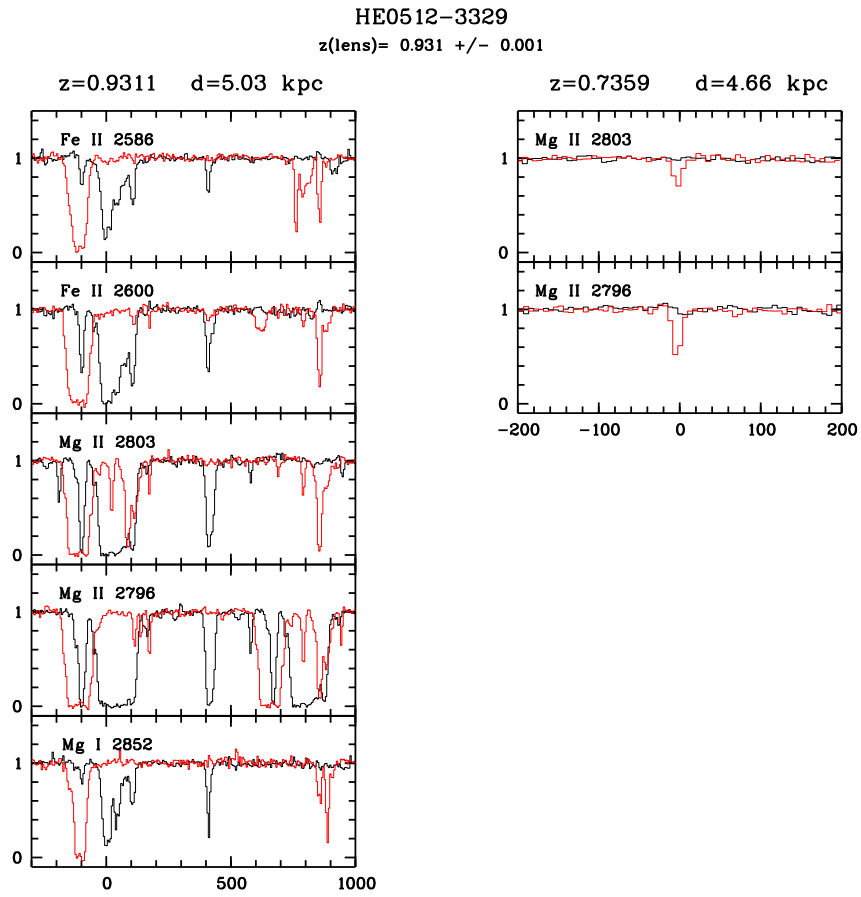 HE0512-3329
z(lens)= 0.931 +/- 0.001
z=0.9311 d=5.03 kpc
Fe II 2586
1
0
Fe II 2600
1
0
Mg II 2803
1
0
Mg II 2796
1
0
Mg I 2852
1
0
0 500 1000
z=0.7359 d=4.66 kpc
Mg II 2803
1
0
Mg II 2796
1
0
-200 -100 0 100 200